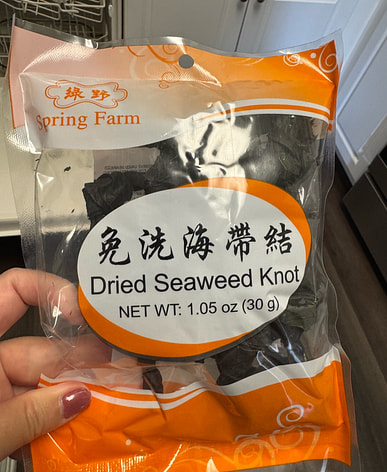 綠野
Spring Farm
免洗海帶結
Dried Seaweed Knot
NET WT: 1.05 oz (30 g)